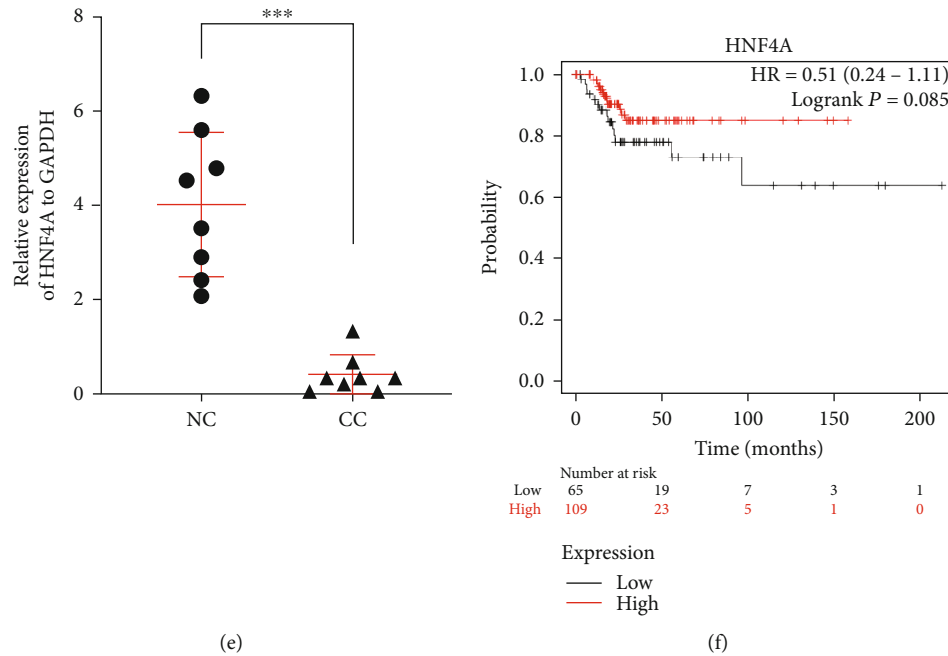 8
6
4
2
0
Relative expression
of HNF4A to GAPDH
***
NC
CC
(e)
HNF4A
HR = 0.51 (0.24 – 1.11)
Logrank P = 0.085
1.0
0.8
0.6
0.4
0.2
0.0
Probability
0 50 100 150 200
Time (months)
Number at risk
Low 65 19 7 3 1
High 109 23 5 1 0
Expression
Low
High
(f)